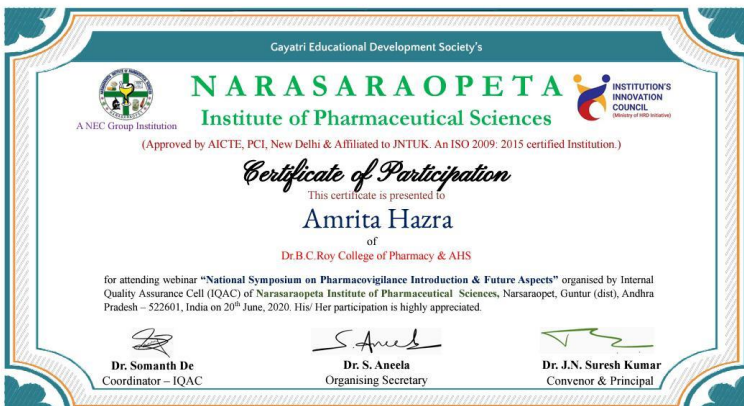 Gayatri Educational Development Society's
NARASARAOPETA
Institute of Pharmaceutical Sciences
A NEC Group Institution
INSTITUTION'S
INNOVATION
COUNCIL
(Ministry of HRD Initiative)
(Approved by AICTE, PCI, New Delhi & Affiliated to JNTUK. An ISO 2009: 2015 certified Institution.)
Certificate of Participation
This certificate is presented to
Amrita Hazra
of
Dr.B.C.Roy College of Pharmacy & AHS
for attending webinar "National Symposium on Pharmacovigilance Introduction & Future Aspects" organised by Internal
Quality Assurance Cell (IQAC) of Narasaraopeta Institute of Pharmaceutical Sciences, Narsaraopet, Guntur (dist), Andhra
Pradesh – 522601, India on 20th June, 2020. His/ Her participation is highly appreciated.
S. Aneela
Dr. Somanth De
Coordinator – IQAC
Dr. S. Aneela
Organising Secretary
Dr. J.N. Suresh Kumar
Convenor & Principal